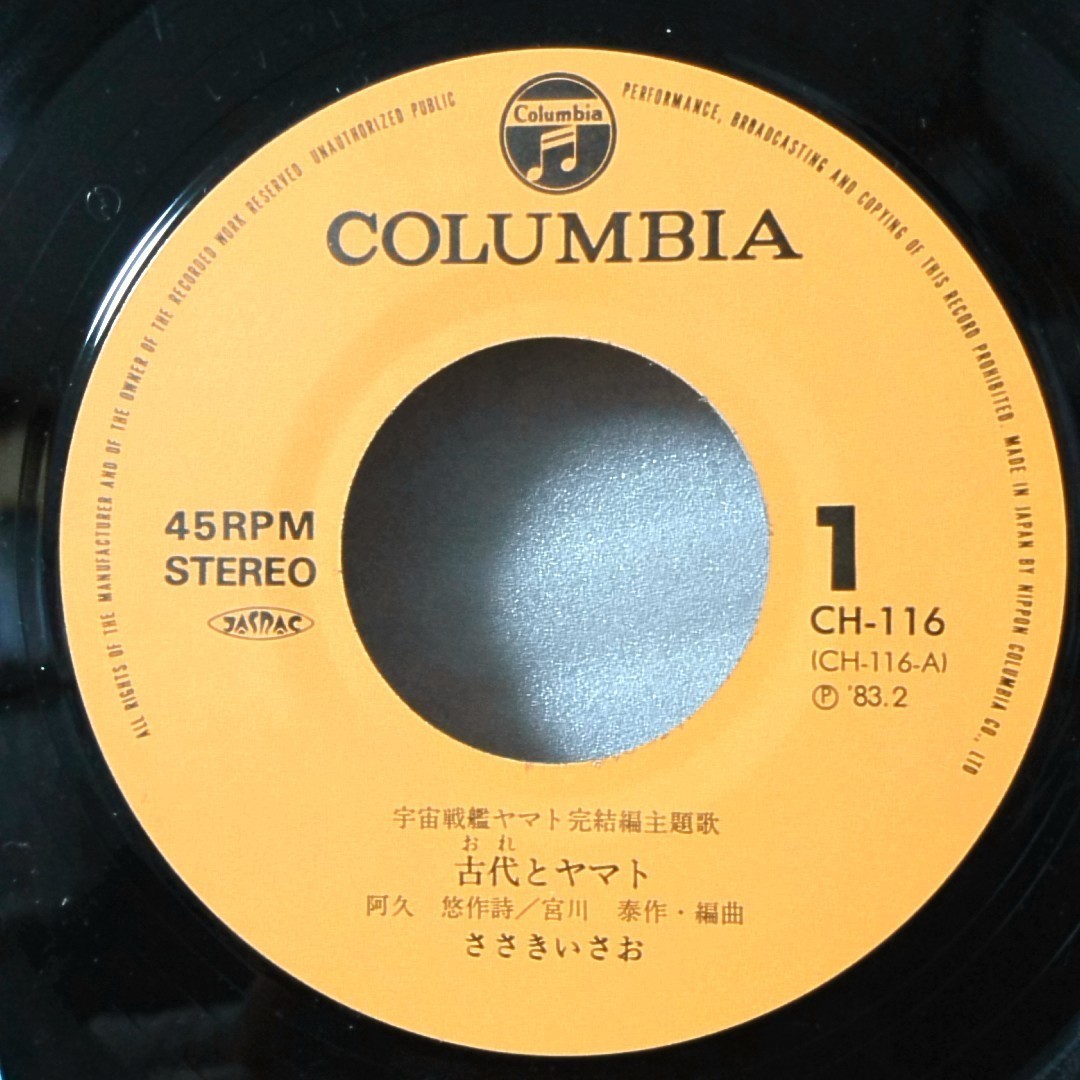 Columbia
COLUMBIA
ALL RIGHTS OF THE MANUFACTURER AND OF THE OWNER OF THE RECORDED WORK RESERVED UNAUTHORIZED PUBLIC PERFORMANCE, BROADCASTING AND COPYING OF THIS RECORD PROHIBITED. MADE IN JAPAN BY NIPPON COLUMBIA CO., LTD
45RPM
STEREO
JASRAC
1
CH-116
(CH-116-A)
Ⓟ '83.2
宇宙戦艦ヤマト完結編主題歌
おれ
古代とヤマト
阿久 悠作詩/宮川 泰作・編曲
ささきいさお